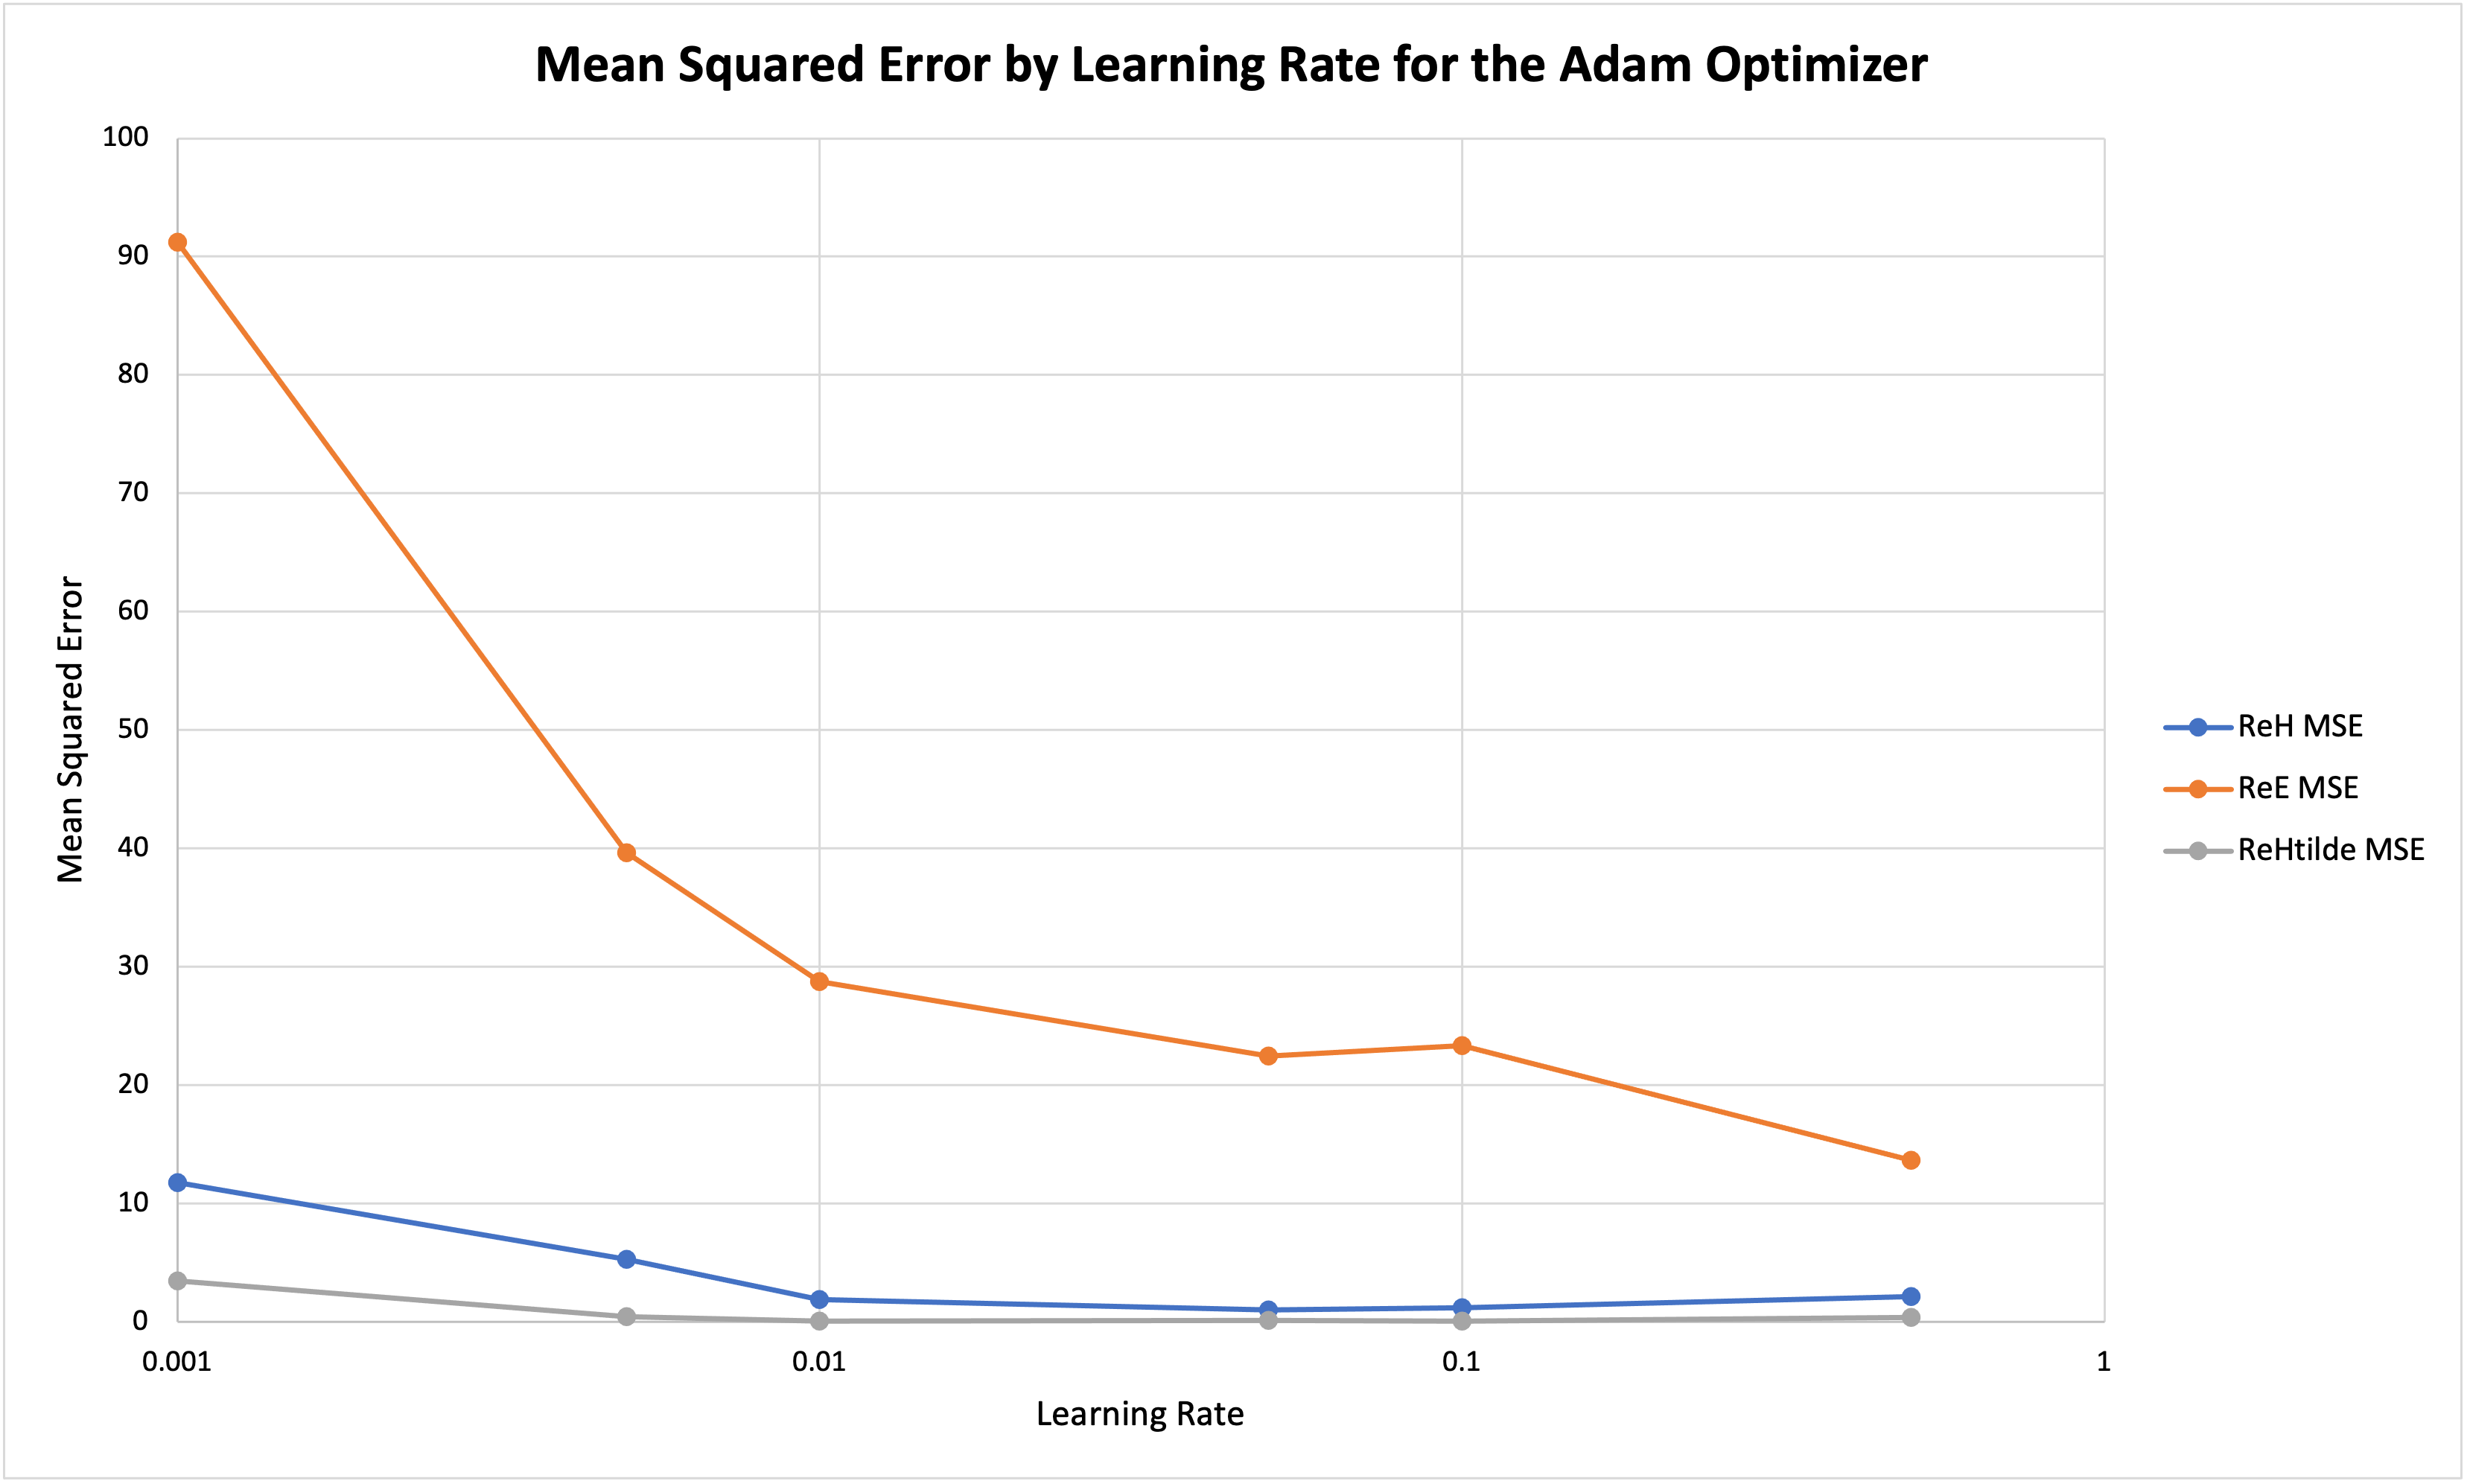 Mean Squared Error by Learning Rate for the Adam Optimizer
100
90
80
70
60
50
40
30
20
10
0
Mean Squared Error
0.001
0.01
0.1
1
Learning Rate
ReH MSE
ReE MSE
ReHtilde MSE